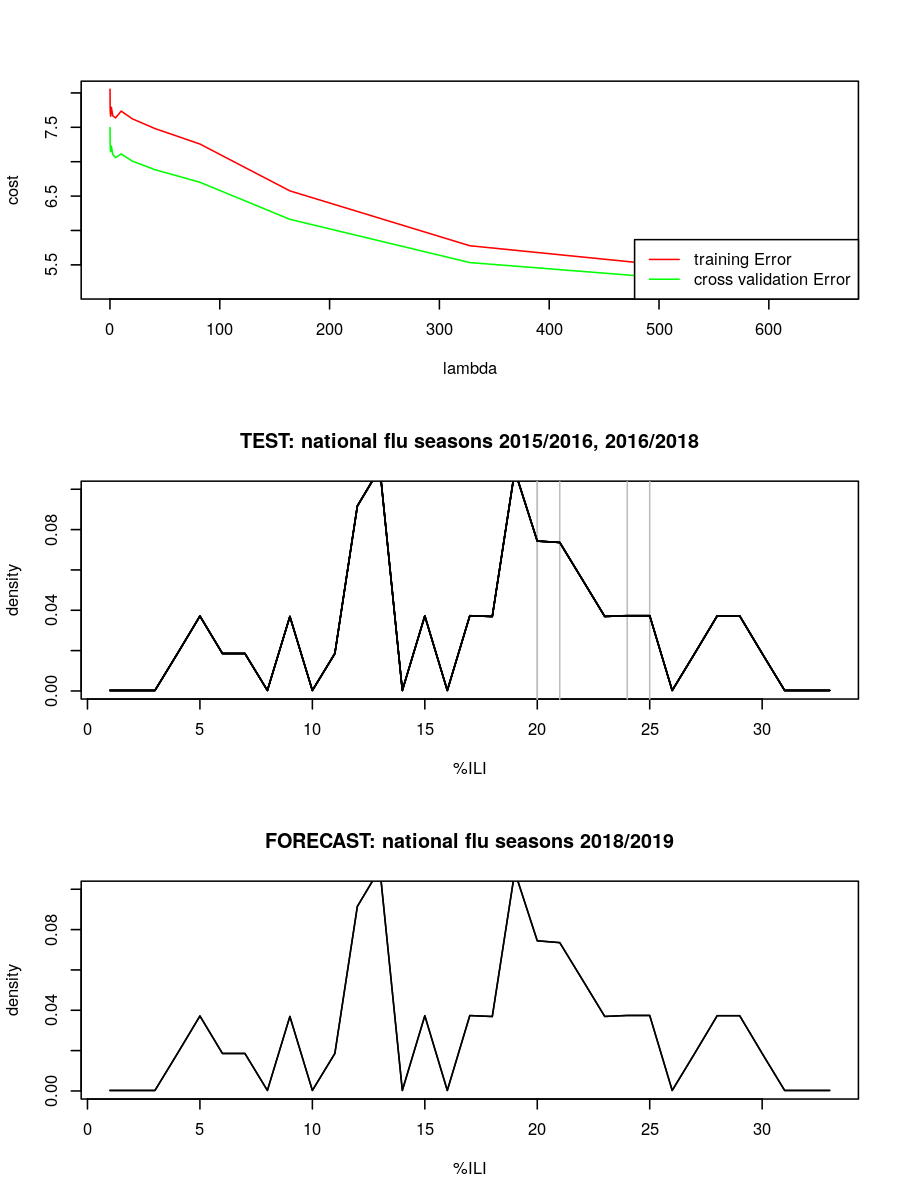 cost
7.5
6.5
5.5
training Error
cross validation Error
0 100 200 300 400 500 600
lambda
TEST: national flu seasons 2015/2016, 2016/2018
density
0.08
0.04
0.00
0 5 10 15 20 25 30
%ILI
FORECAST: national flu seasons 2018/2019
density
0.08
0.04
0.00
0 5 10 15 20 25 30
%ILI